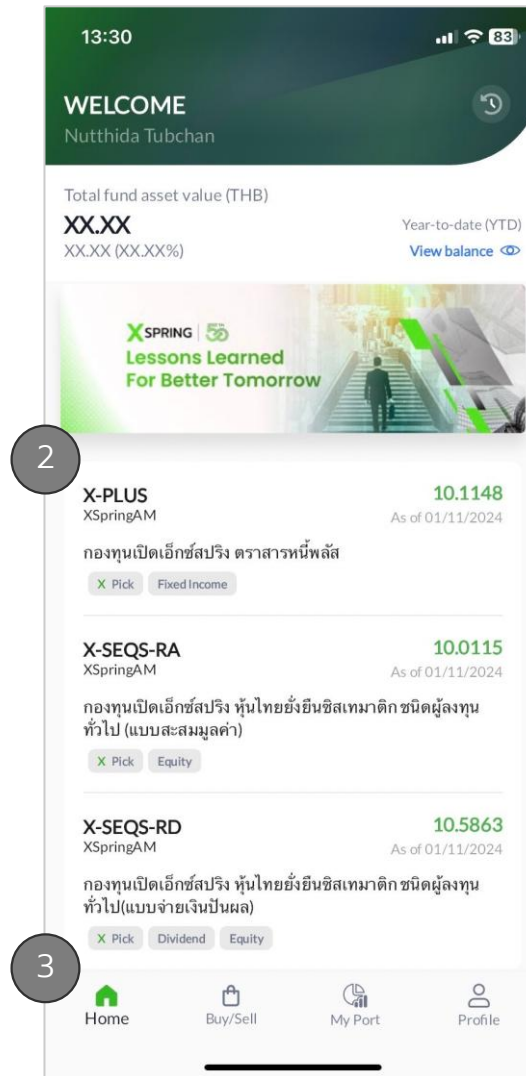 13:30 83
WELCOME
Nutthida Tubchan
Total fund asset value (THB)
XX.XX Year-to-date (YTD)
XX.XX (XX.XX%) View balance
XSPRING 50
Lessons Learned
For Better Tomorrow
2
X-PLUS 10.1148
XSpringAM As of 01/11/2024
กองทุนเปิดเอ็กซ์สปริง ตราสารหนี้พลัส
X Pick Fixed Income
X-SEQS-RA 10.0115
XSpringAM As of 01/11/2024
กองทุนเปิดเอ็กซ์สปริง หุ้นไทยยั่งยืนซิสเทมาติก ชนิดผู้ลงทุน
ทั่วไป (แบบสะสมมูลค่า)
X Pick Equity
X-SEQS-RD 10.5863
XSpringAM As of 01/11/2024
กองทุนเปิดเอ็กซ์สปริง หุ้นไทยยั่งยืนซิสเทมาติก ชนิดผู้ลงทุน
ทั่วไป(แบบจ่ายเงินปันผล)
X Pick Dividend Equity
3
Home Buy/Sell My Port Profile